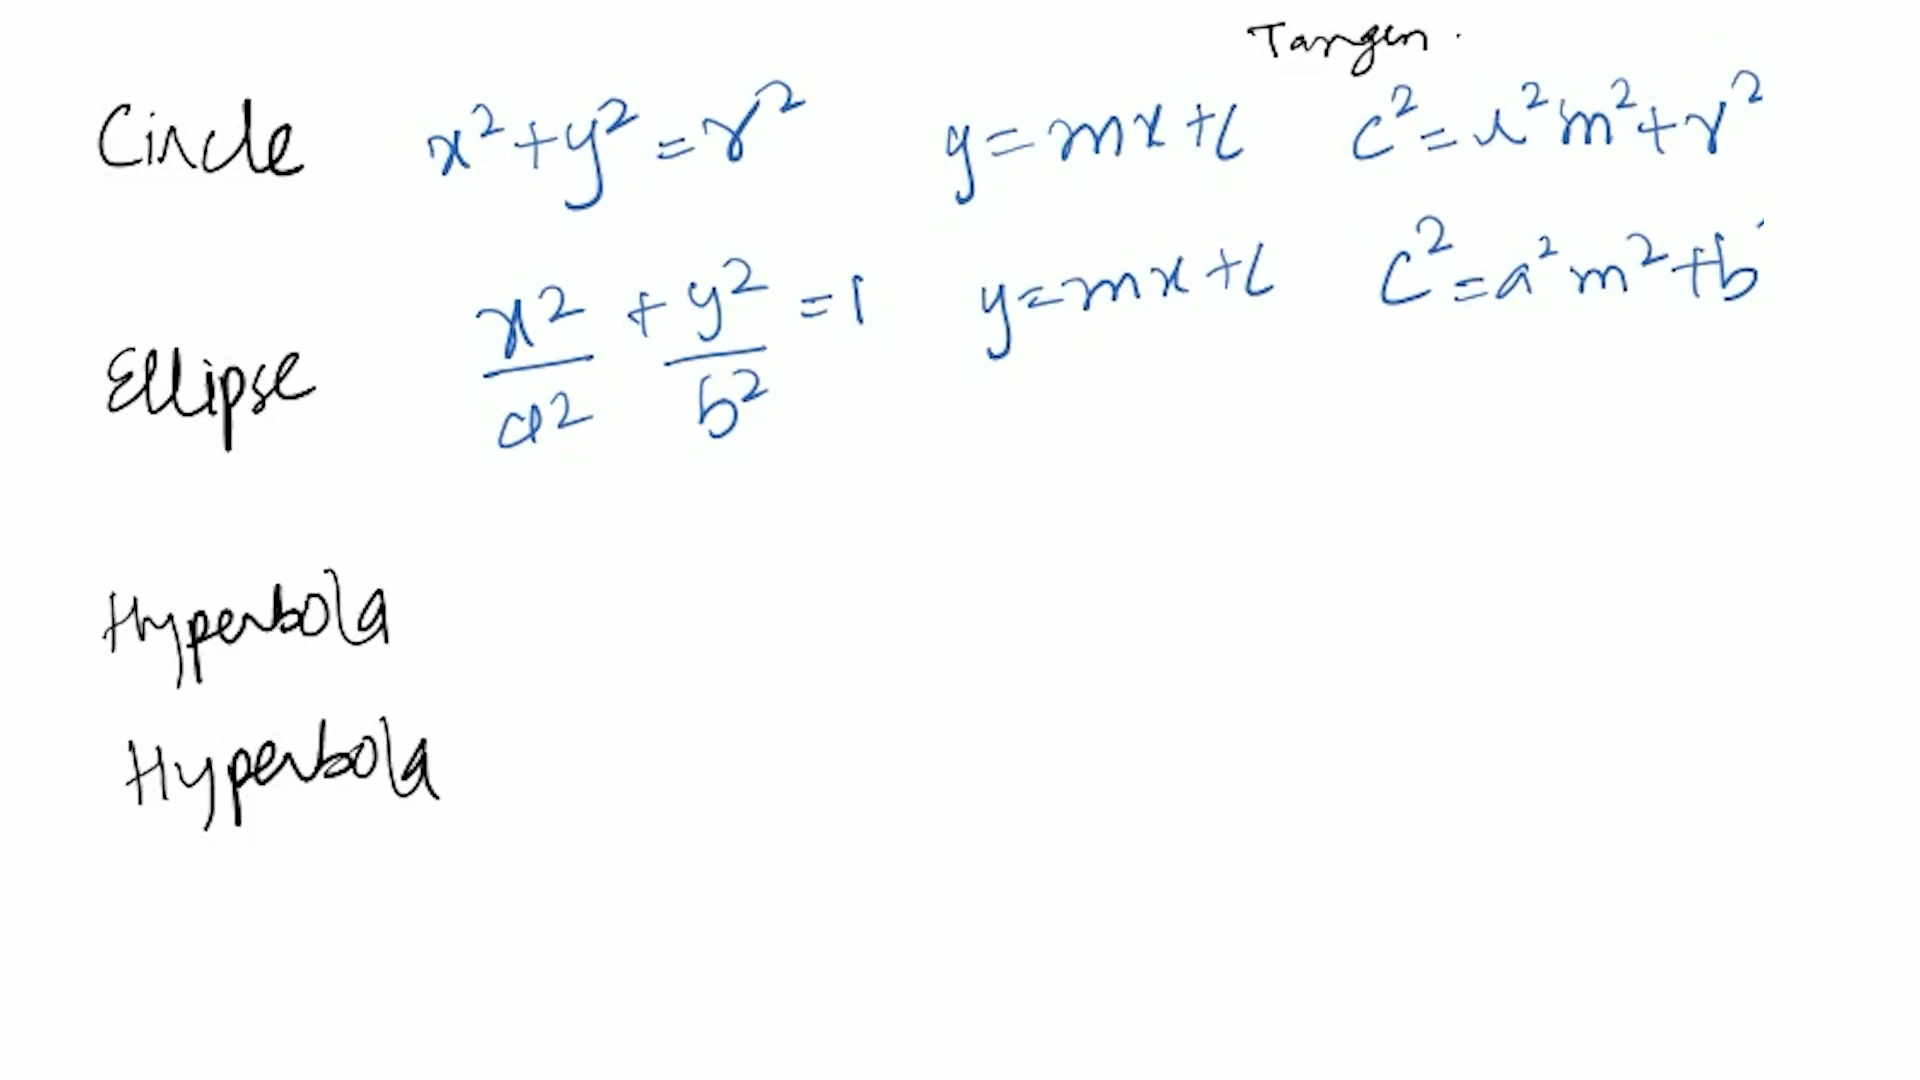 Tangen.
Circle x²+y²=r² y=mx+c c²=r²m²+r²
Ellipse x²/a² + y²/b² =1 y=mx+c c²=a²m²+b
Hyperbola
Hyperbola